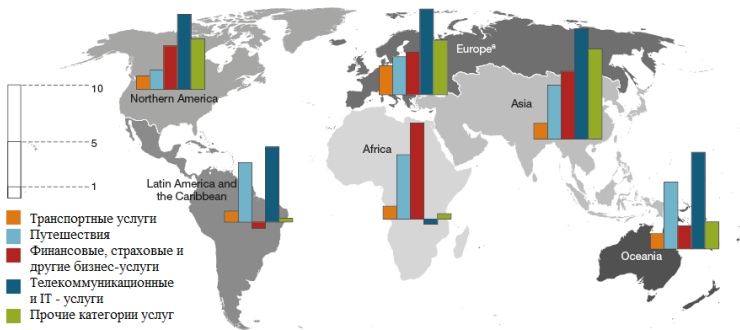 Europeª
Northern America
10
Asia
5
Africa
1
Latin America and
the Caribbean
Транспортные услуги
Путешествия
Финансовые, страховые и
другие бизнес-услуги
Oceania
Телекоммуникационные
и IT - услуги
Прочие категории услуг